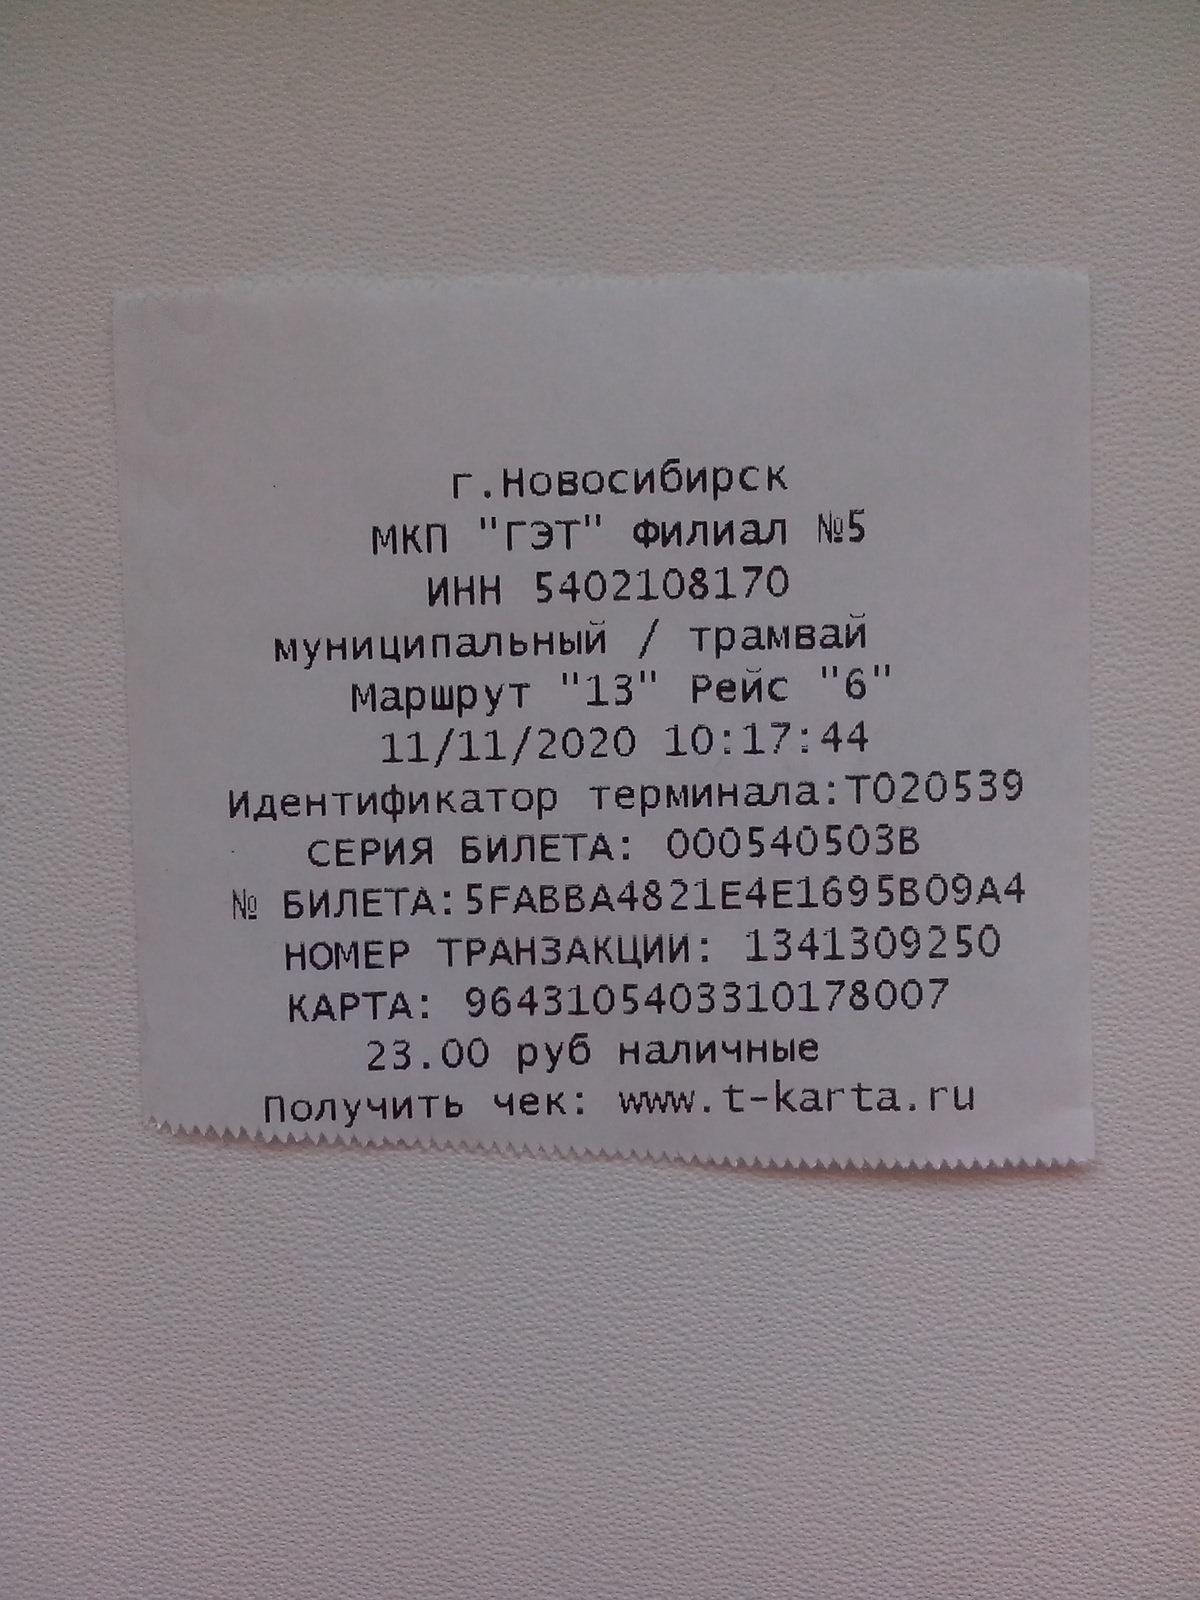 г.Новосибирск
МКП "ГЭТ" Филиал №5
ИНН 5402108170
муниципальный / трамвай
Маршрут "13" Рейс "6"
11/11/2020 10:17:44
Идентификатор терминала:T020539
СЕРИЯ БИЛЕТА: 000540503B
№ БИЛЕТА:5FABBA4821E4E1695B09A4
НОМЕР ТРАНЗАКЦИИ: 1341309250
КАРТА: 9643105403310178007
23.00 руб наличные
Получить чек: www.t-karta.ru